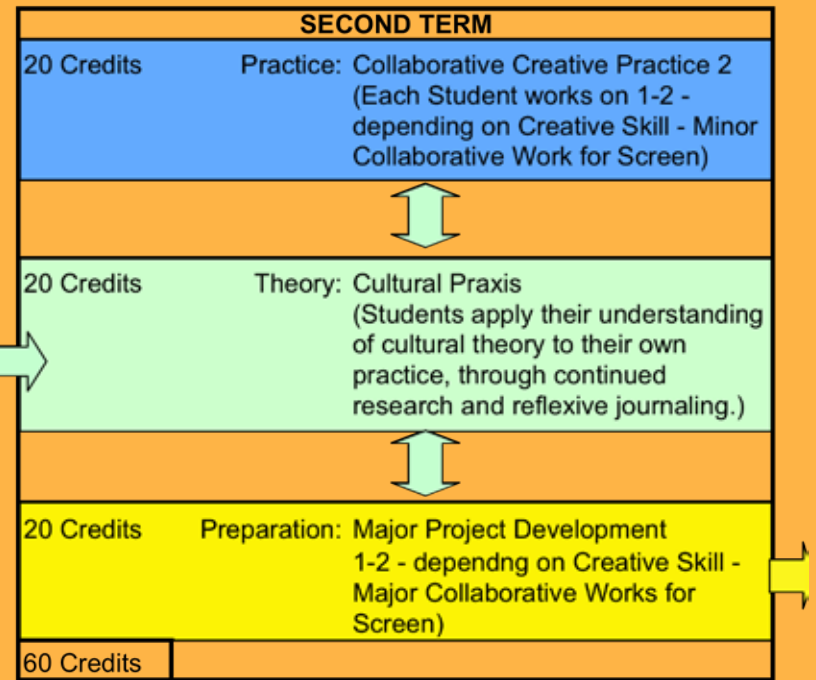 SECOND TERM
20 Credits Practice: Collaborative Creative Practice 2
(Each Student works on 1-2 -
depending on Creative Skill - Minor
Collaborative Work for Screen)
20 Credits Theory: Cultural Praxis
(Students apply their understanding
of cultural theory to their own
practice, through continued
research and reflexive journaling.)
20 Credits Preparation: Major Project Development
1-2 - dependng on Creative Skill -
Major Collaborative Works for
Screen)
60 Credits